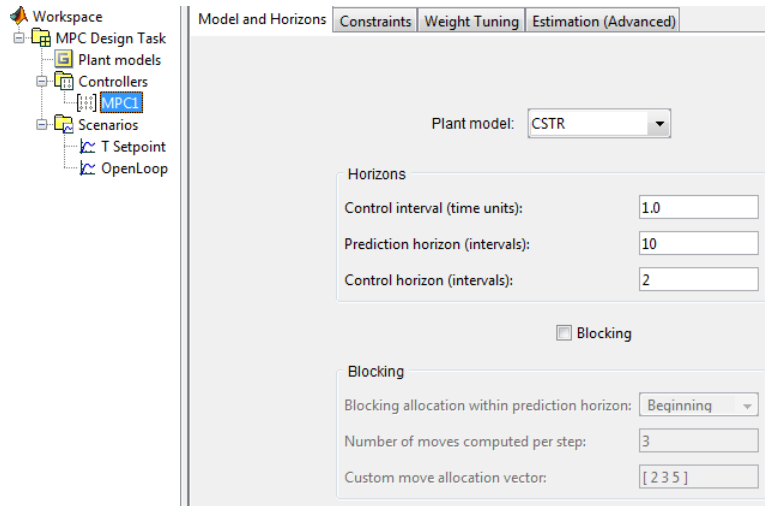 Workspace
MPC Design Task
Plant models
Controllers
MPC1
Scenarios
T Setpoint
OpenLoop
Model and Horizons Constraints Weight Tuning Estimation (Advanced)
Plant model: CSTR
Horizons
Control interval (time units): 1.0
Prediction horizon (intervals): 10
Control horizon (intervals): 2
Blocking
Blocking
Blocking allocation within prediction horizon: Beginning
Number of moves computed per step: 3
Custom move allocation vector: [ 2 3 5 ]